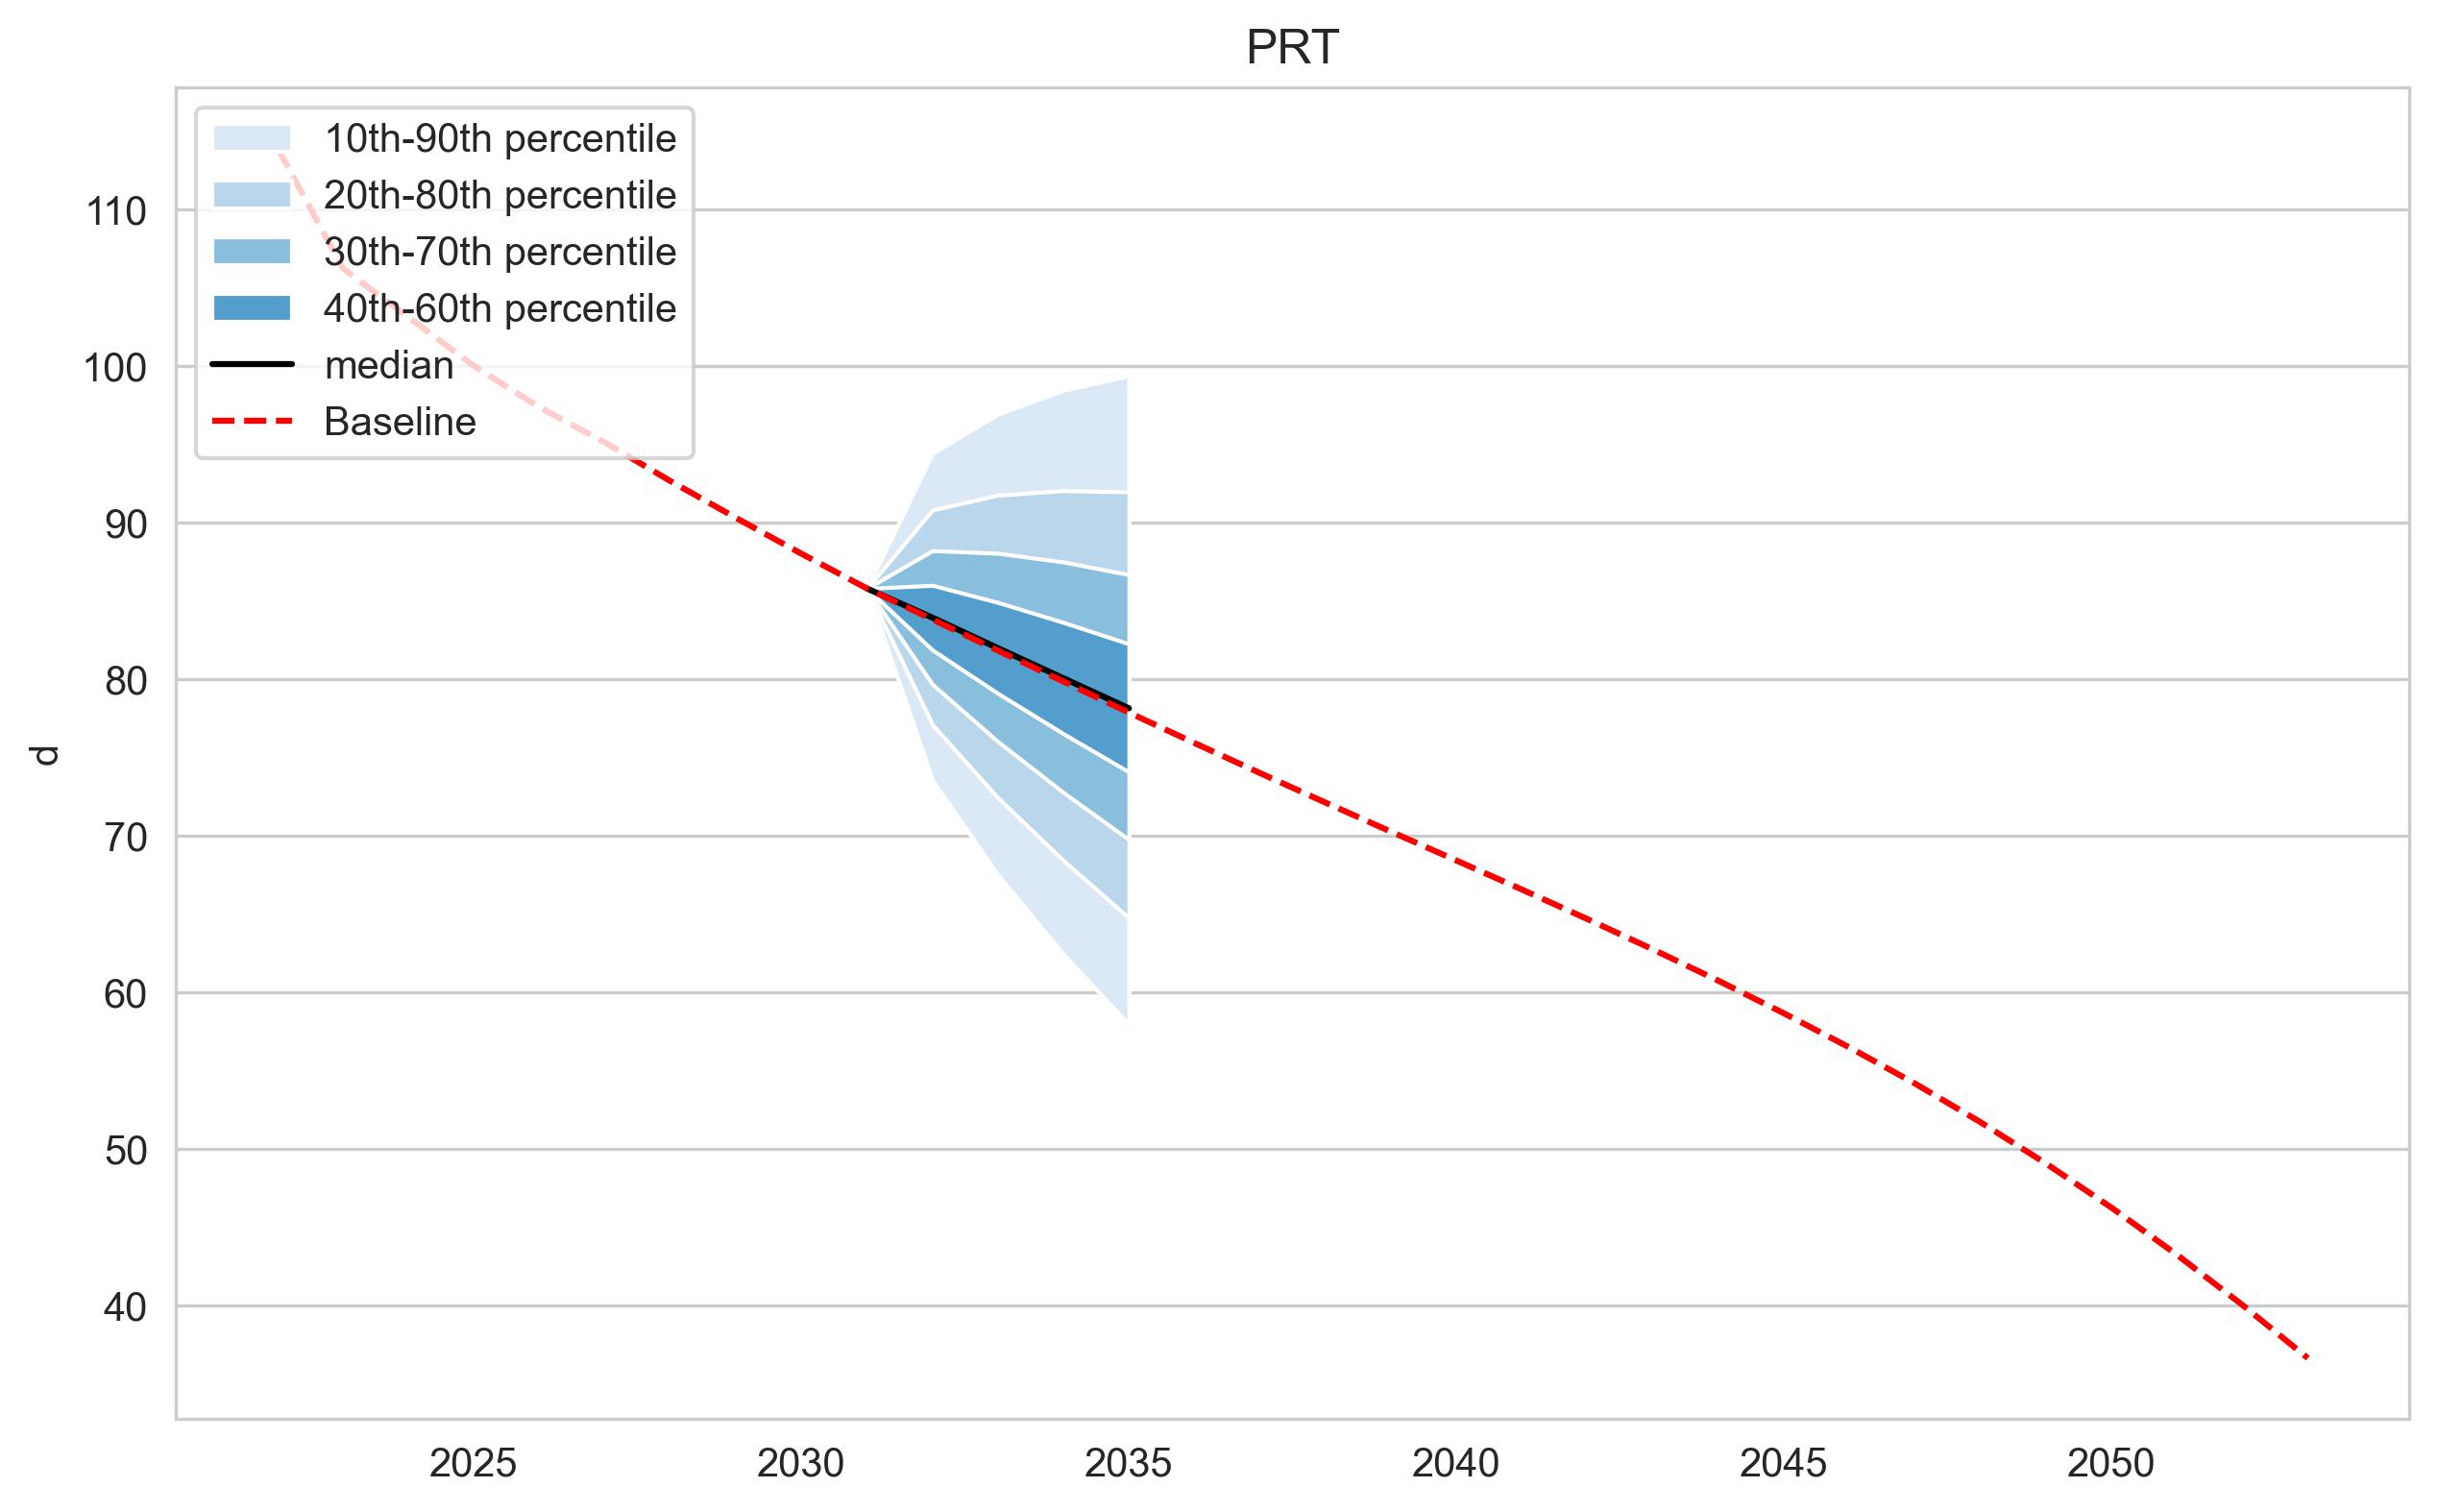 PRT
10th-90th percentile
20th-80th percentile
30th-70th percentile
40th-60th percentile
median
Baseline
d
110
100
90
80
70
60
50
40
2025
2030
2035
2040
2045
2050